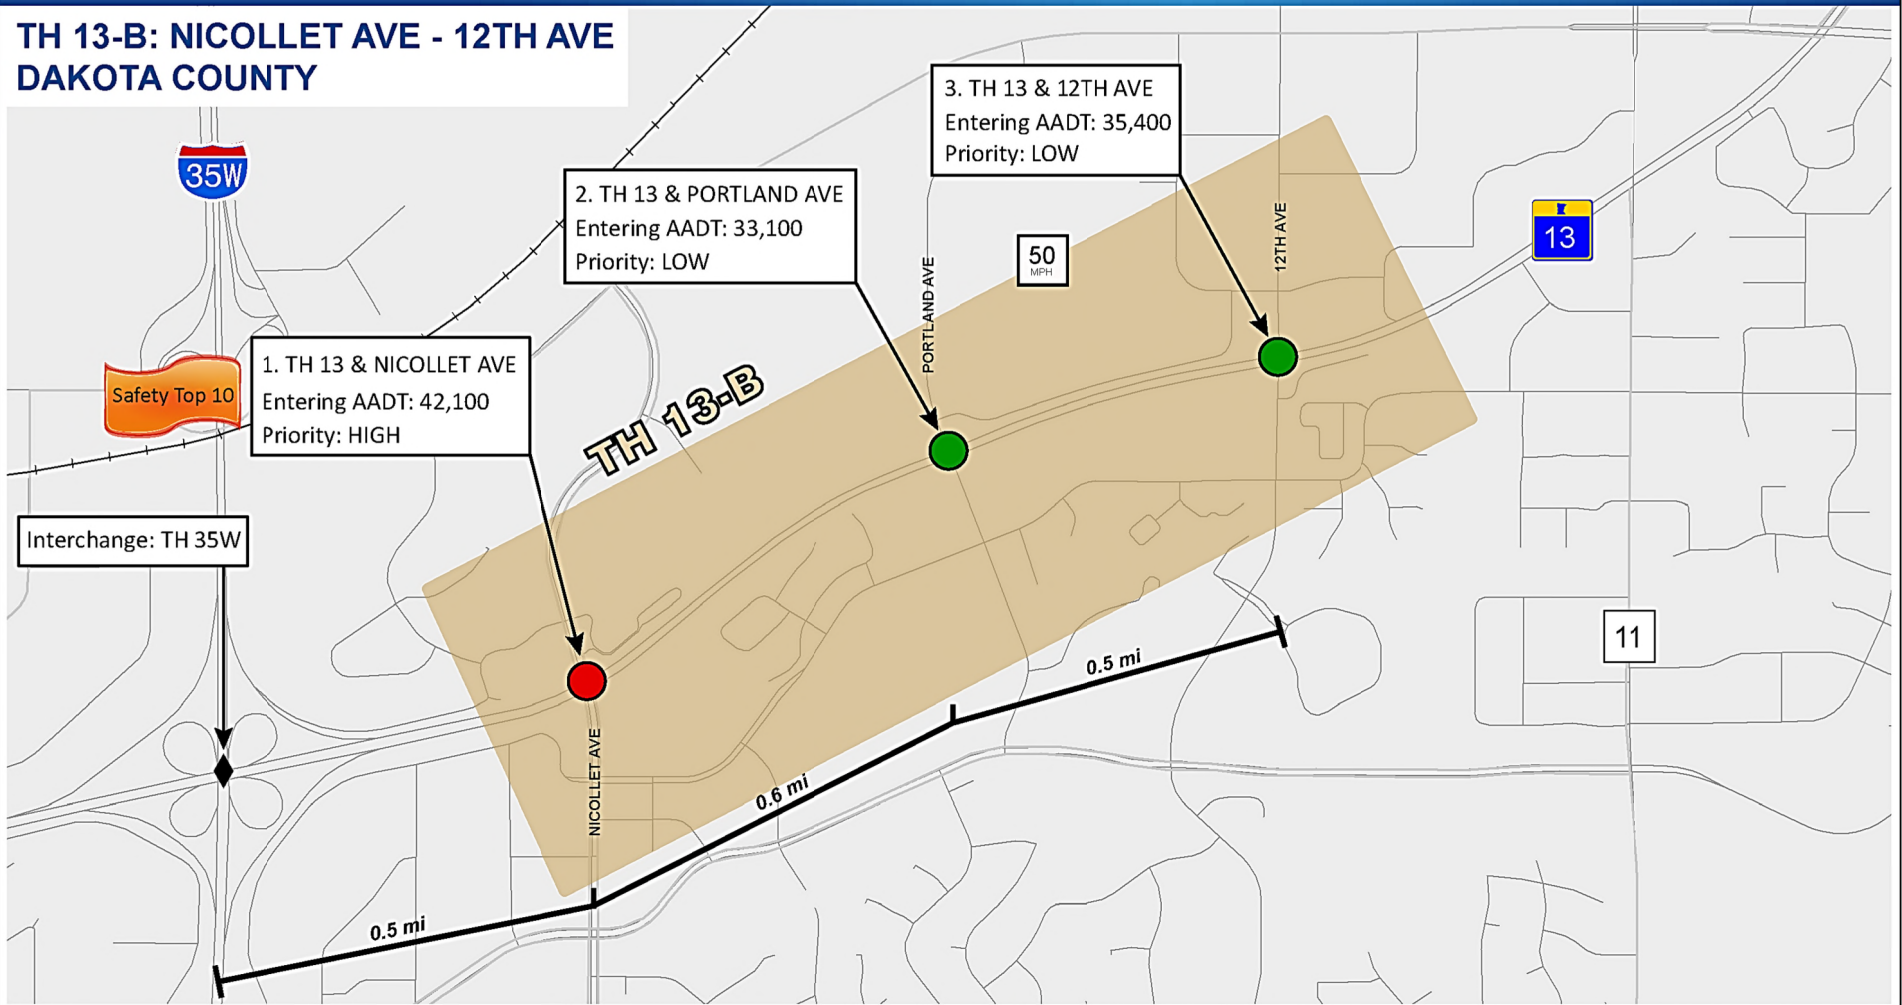 TH 13-B: NICOLLET AVE - 12TH AVE
DAKOTA COUNTY
35W
3. TH 13 & 12TH AVE
Entering AADT: 35,400
Priority: LOW
2. TH 13 & PORTLAND AVE
Entering AADT: 33,100
Priority: LOW
50
MPH
13
12TH AVE
PORTLAND AVE
1. TH 13 & NICOLLET AVE
Entering AADT: 42,100
Priority: HIGH
Safety Top 10
TH 13-B
Interchange: TH 35W
11
NICOLLET AVE
0.5 mi
0.6 mi
0.5 mi